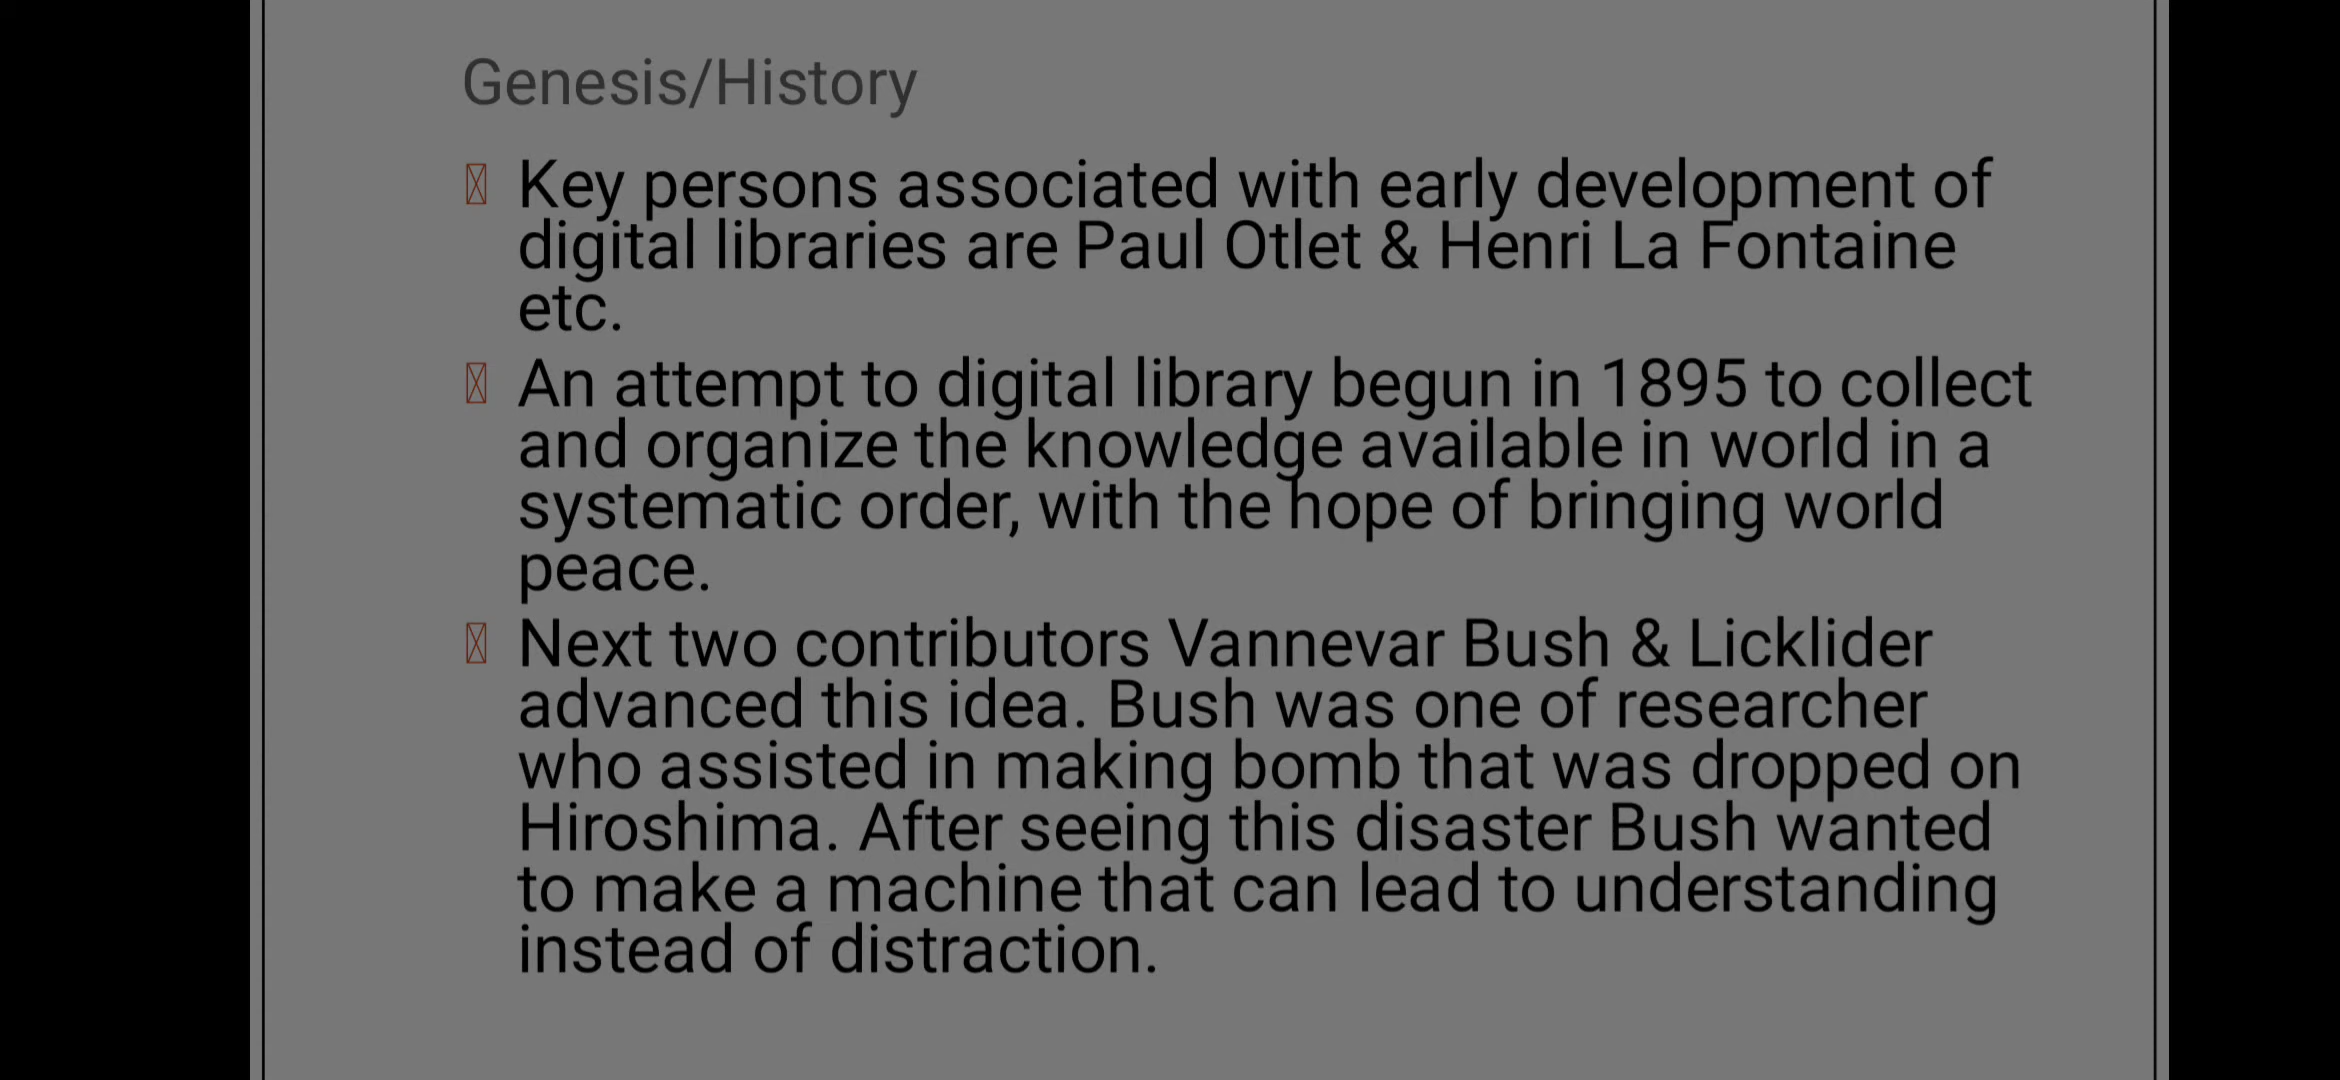 Genesis/History
Key persons associated with early development of
digital libraries are Paul Otlet & Henri La Fontaine
etc.
An attempt to digital library begun in 1895 to collect
and organize the knowledge available in world in a
systematic order, with the hope of bringing world
peace.
Next two contributors Vannevar Bush & Licklider
advanced this idea. Bush was one of researcher
who assisted in making bomb that was dropped on
Hiroshima. After seeing this disaster Bush wanted
to make a machine that can lead to understanding
instead of distraction.